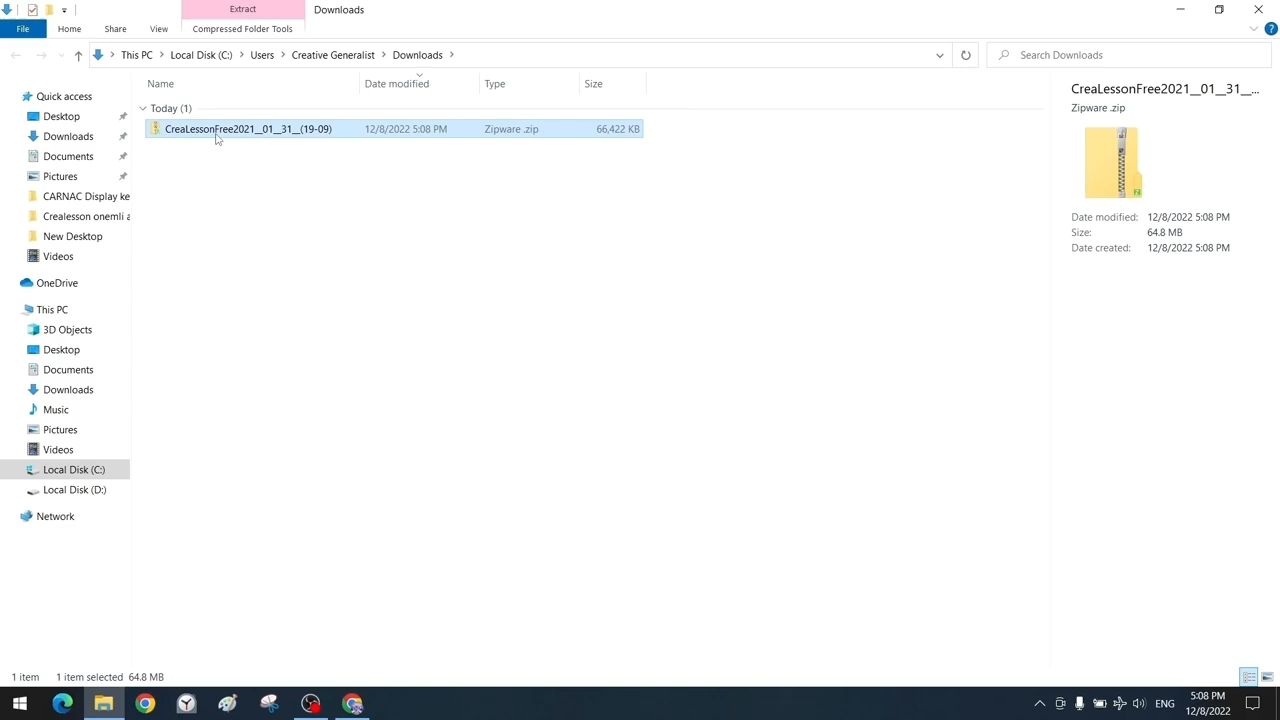 Extract
Downloads
File
Home
Share
View
Compressed Folder Tools
This PC
Local Disk (C:)
Users
Creative Generalist
Downloads
Search Downloads
Name
Date modified
Type
Size
Today (1)
CreaLessonFree2021__01__31__(19-09)
12/8/2022 5:08 PM
Zipware .zip
66,422 KB
Quick access
Desktop
Downloads
Documents
Pictures
CARNAC Display ke
Crealesson onemli a
New Desktop
Videos
OneDrive
This PC
3D Objects
Desktop
Documents
Downloads
Music
Pictures
Videos
Local Disk (C:)
Local Disk (D:)
Network
CreaLessonFree2021__01__31__...
Zipware .zip
Date modified: 12/8/2022 5:08 PM
Size: 64.8 MB
Date created: 12/8/2022 5:08 PM
1 item
1 item selected 64.8 MB
ENG
5:08 PM
12/8/2022